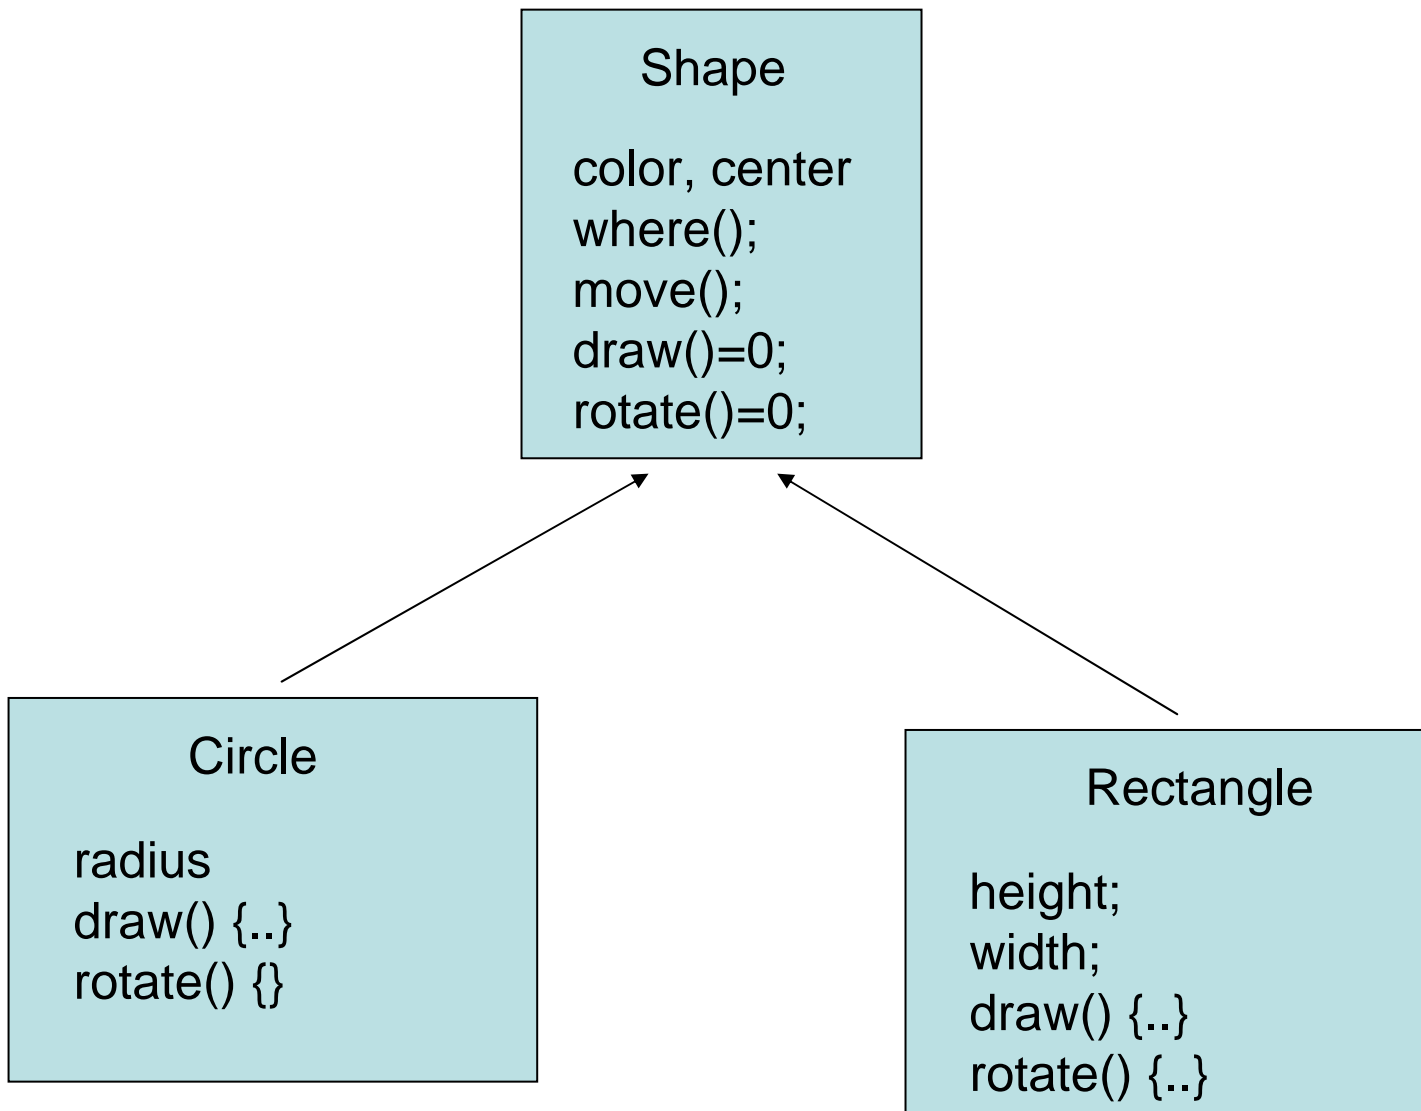 Shape
color, center
where();
move();
draw()=0;
rotate()=0;
Circle
radius
draw() {..}
rotate() {}
Rectangle
height;
width;
draw() {..}
rotate() {..}